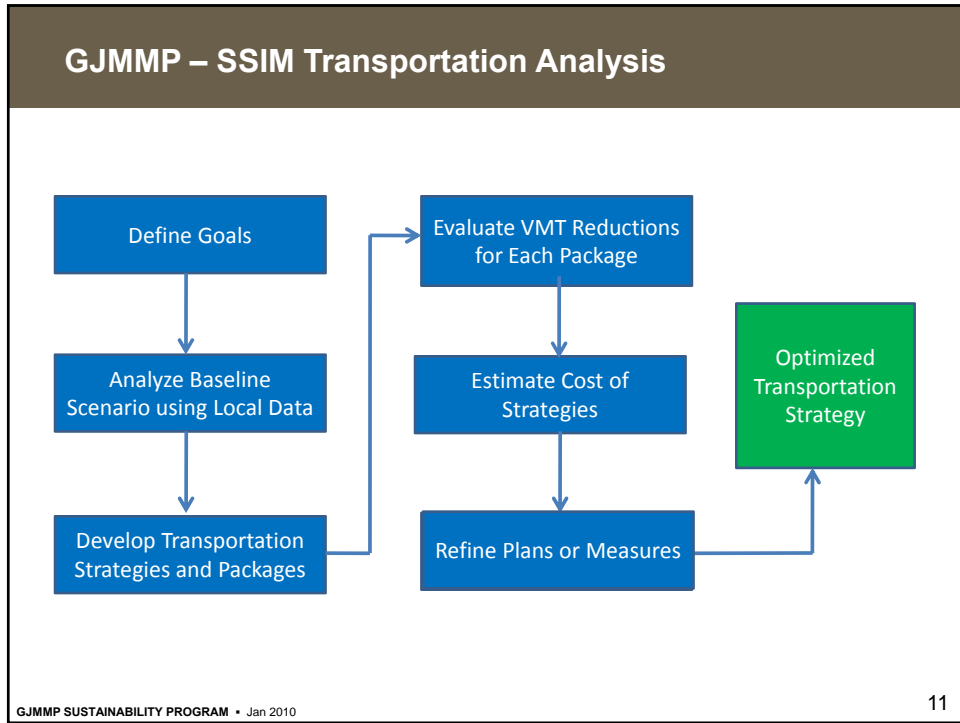 GJMMP – SSIM Transportation Analysis
Define Goals
Analyze Baseline
Scenario using Local Data
Develop Transportation
Strategies and Packages
Evaluate VMT Reductions
for Each Package
Estimate Cost of
Strategies
Refine Plans or Measures
Optimized
Transportation
Strategy
GJMMP SUSTAINABILITY PROGRAM ▪ Jan 2010
11